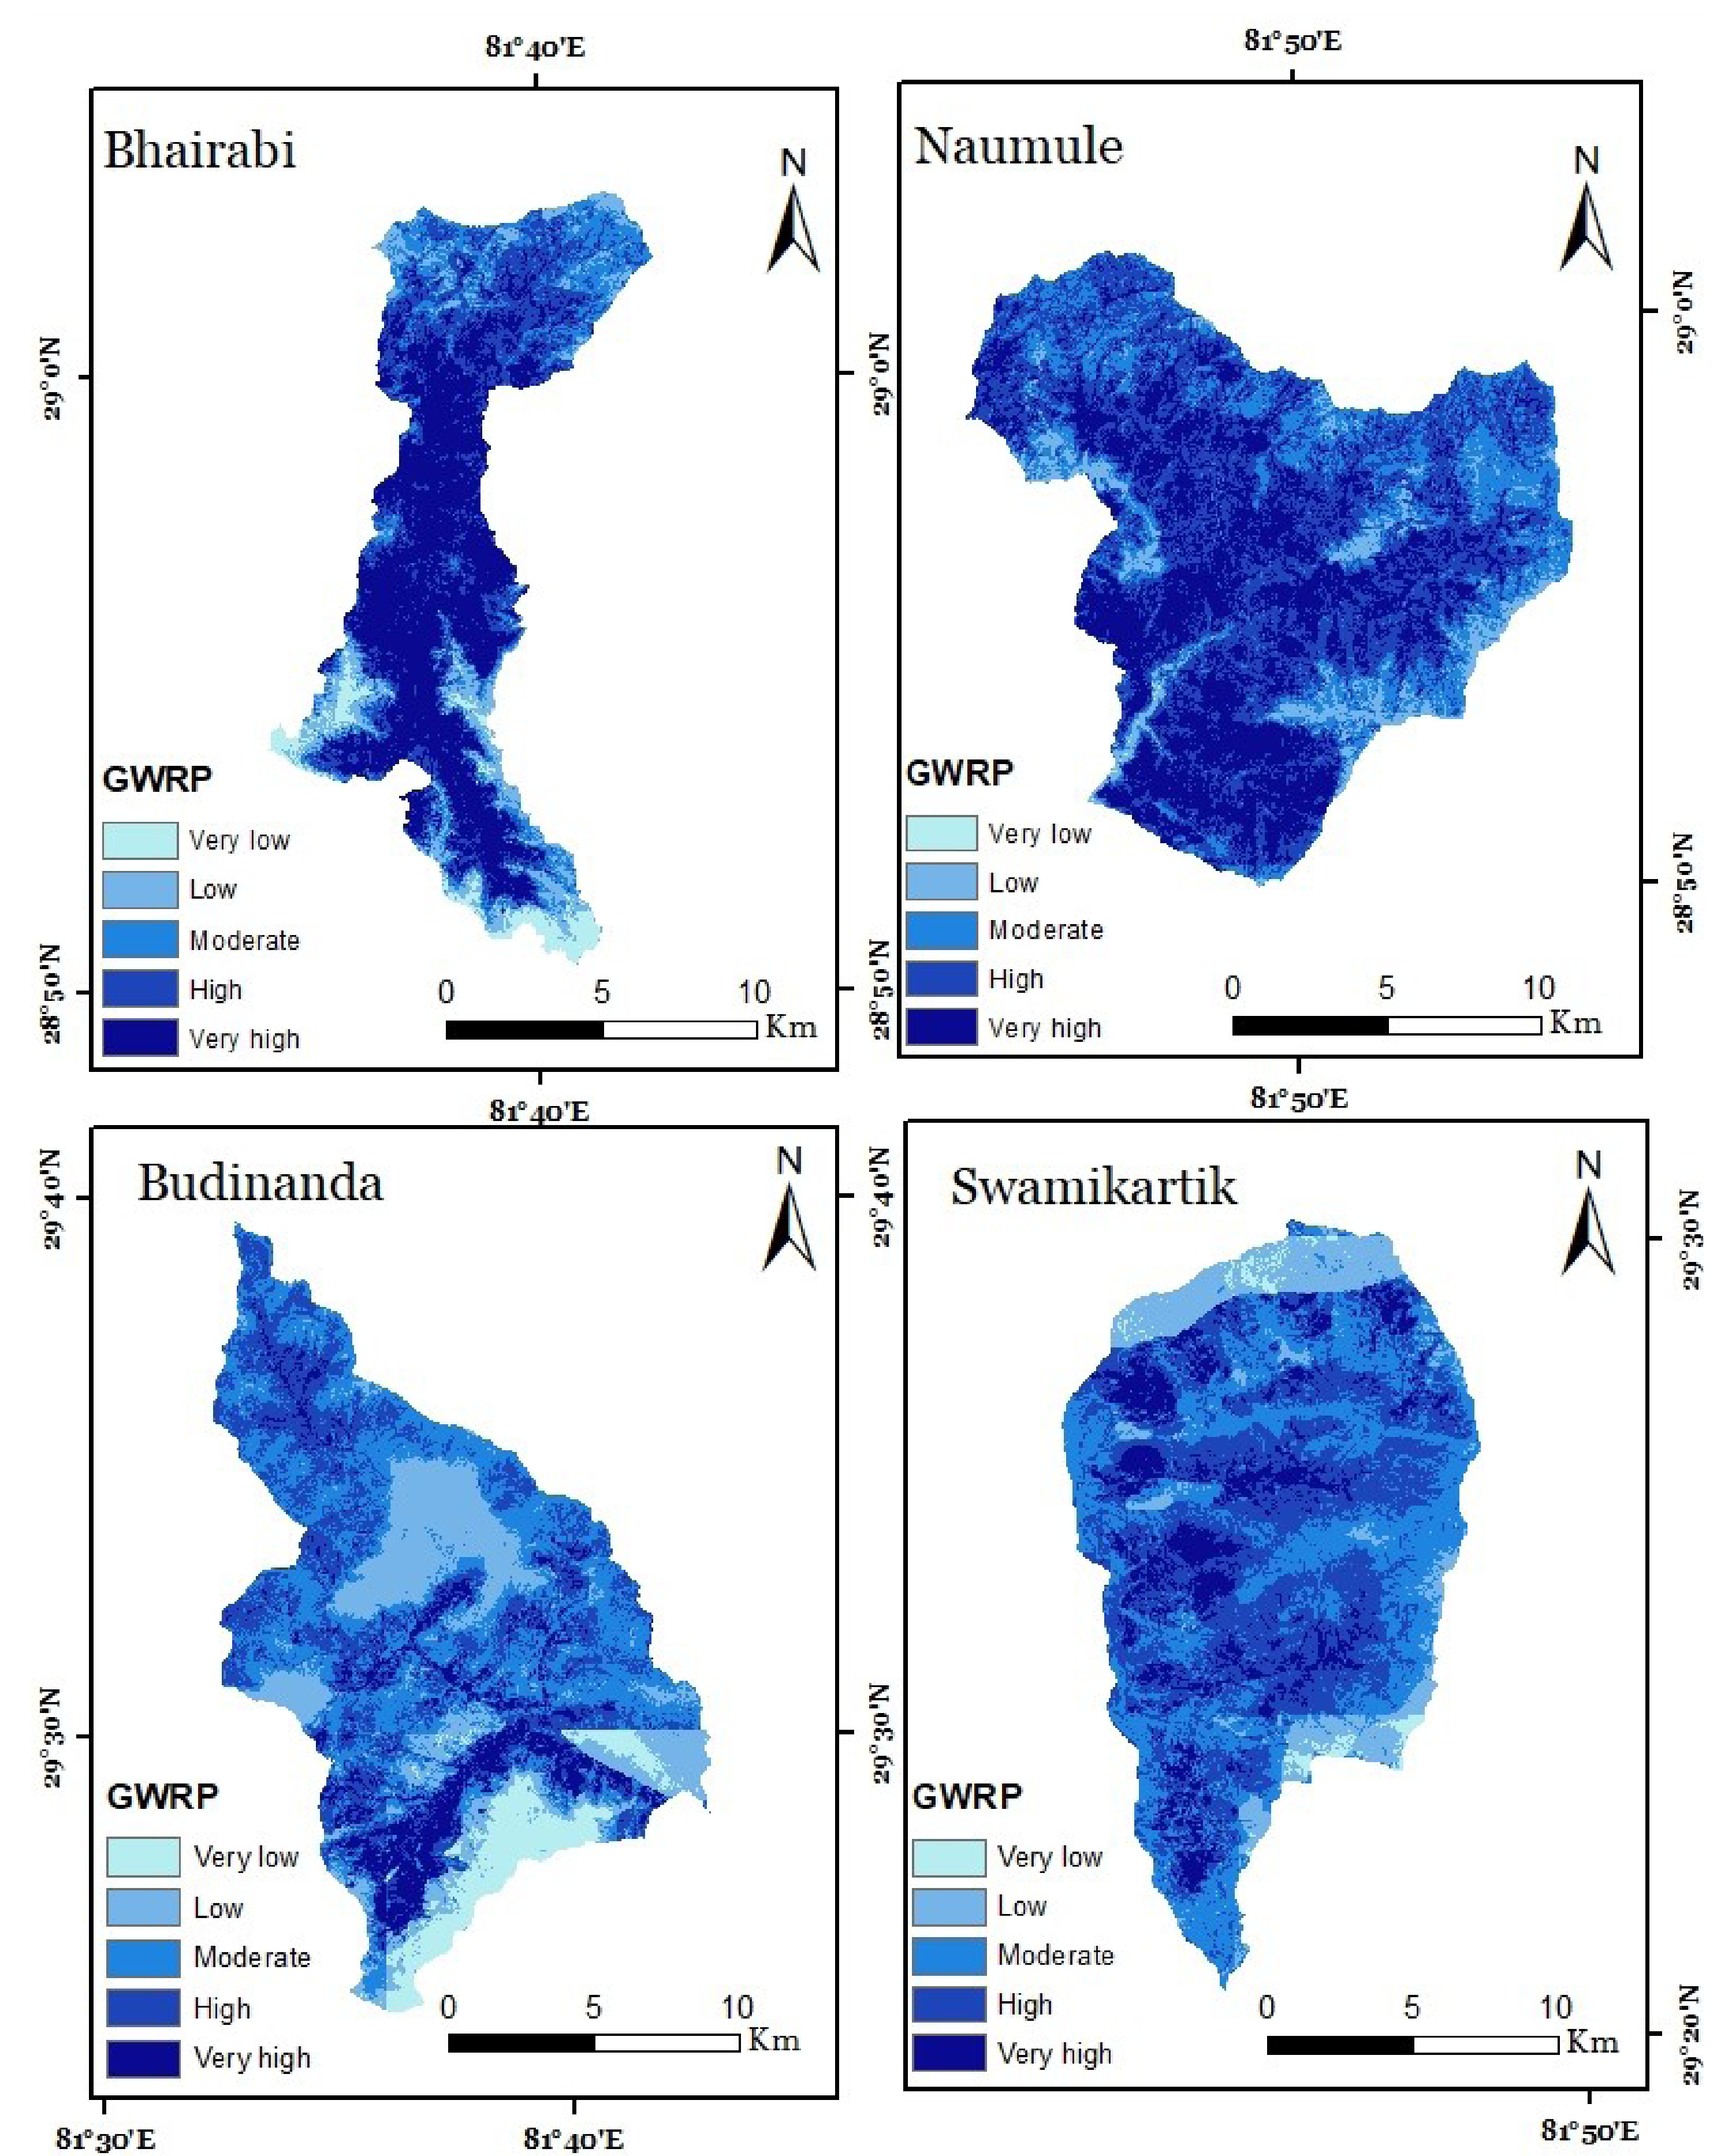 81°40'E
81°50'E
Bhairabi
N
29°0'N
GWRP
Very low
Low
Moderate
High
Very high
0 5 10
Km
28°50'N
81°40'E
Naumule
N
29°0'N
29°0'N
GWRP
Very low
Low
Moderate
High
Very high
0 5 10
Km
28°50'N
28°50'N
81°50'E
Budinanda
N
29°40'N
29°30'N
GWRP
Very low
Low
Moderate
High
Very high
0 5 10
Km
81°30'E
81°40'E
Swamikartik
N
29°40'N
29°30'N
29°30'N
GWRP
Very low
Low
Moderate
High
Very high
0 5 10
Km
29°20'N
81°50'E